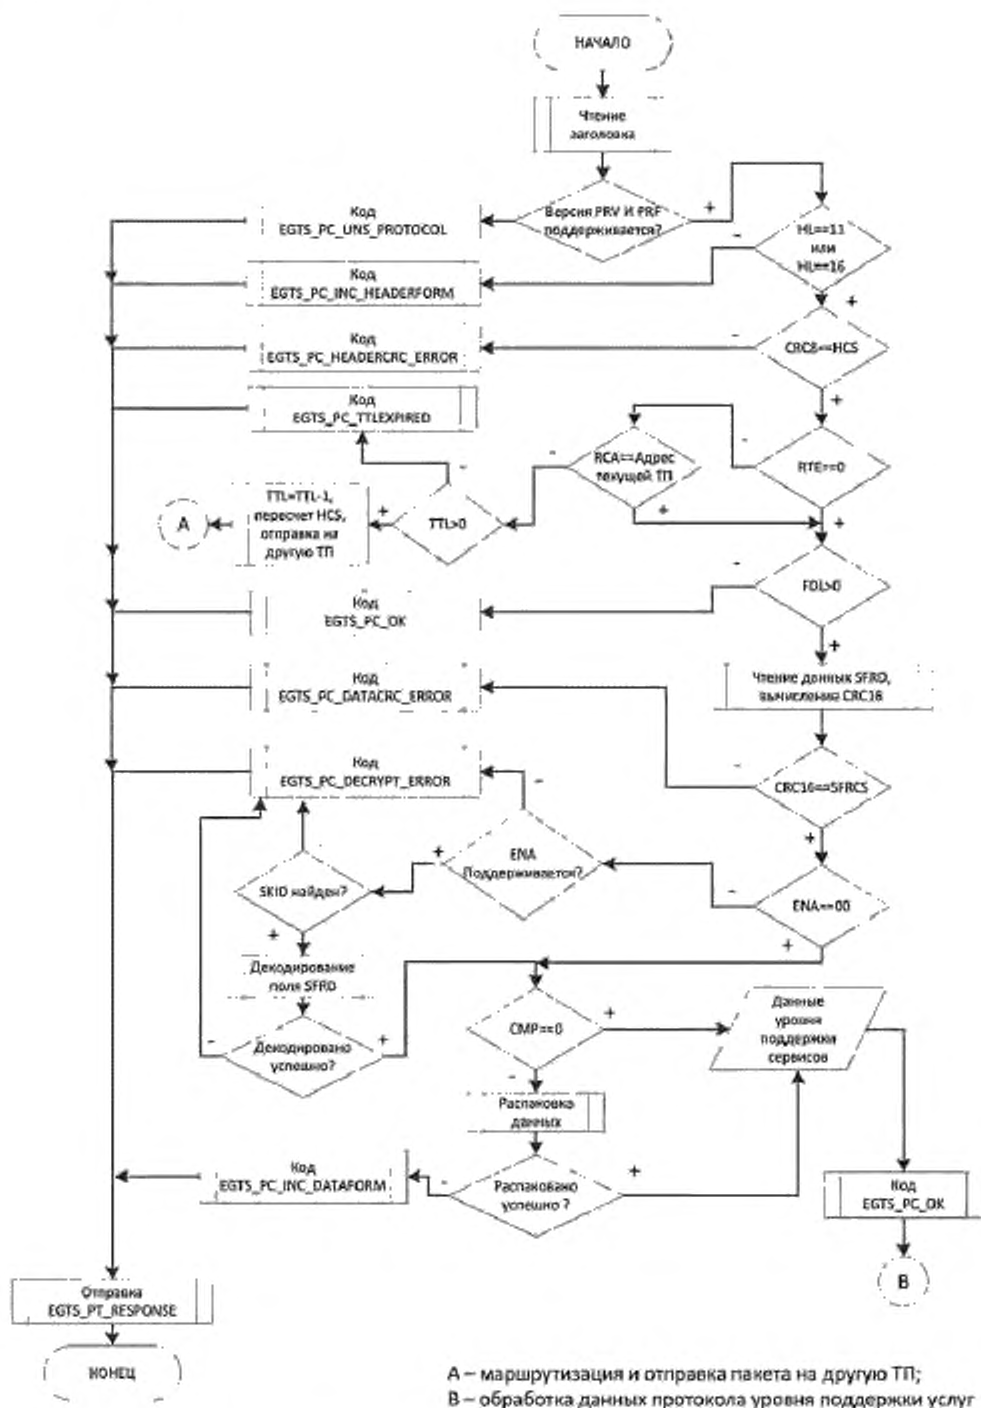 НАЧАЛО
Чтение
заголовка
Версия PRV И PRF
поддерживается?
+
Код
EGTS_PC_UNS_PROTOCOL
-
HL==11
или
HL==16
Код
EGTS_PC_INC_HEADERFORM
+
Код
EGTS_PC_HEADERCRC_ERROR
-
CRC8==HCS
+
Код
EGTS_PC_TTLEXPIRED
-
RCA==Адрес
текущей ТП
-
RTE==0
-
-
TTL=TTL-1,
пересчет HCS,
отправка на
другую ТП
A
+
TTL>0
+
+
-
FDL>0
Код
EGTS_PC_OK
+
Чтение данных SFRD,
вычисление CRC16
Код
EGTS_PC_DATACRC_ERROR
-
CRC16==SFRCS
Код
EGTS_PC_DECRYPT_ERROR
-
+
ENA
Поддерживается?
+
SKID найден?
-
ENA==00
+
+
Декодирование
поля SFRD
Данные
уровня
поддержки
сервисов
+
CMP==0
-
Декодировано
успешно?
+
-
Распаковка
данных
Код
EGTS_PC_INC_DATAFORM
-
Распаковано
успешно ?
+
Код
EGTS_PC_OK
B
Отправка
EGTS_PT_RESPONSE
КОНЕЦ
A – маршрутизация и отправка пакета на другую ТП;
B – обработка данных протокола уровня поддержки услуг